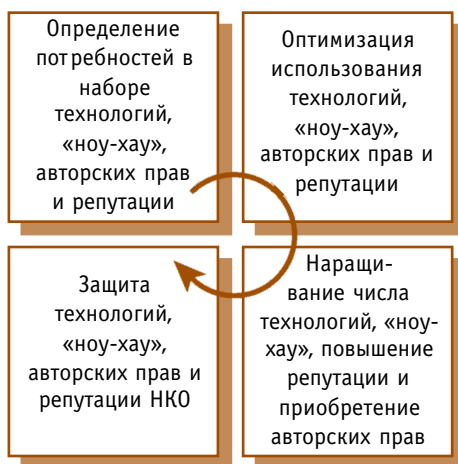 Определение
потребностей в
наборе
технологий,
«ноу-хау»,
авторских прав
и репутации
Оптимизация
использования
технологий,
«ноу-хау»,
авторских прав и
репутации
Защита
технологий,
«ноу-хау»,
авторских прав и
репутации НКО
Наращи-
вание числа
технологий, «ноу-
хау», повышение
репутации и
приобретение
авторских прав